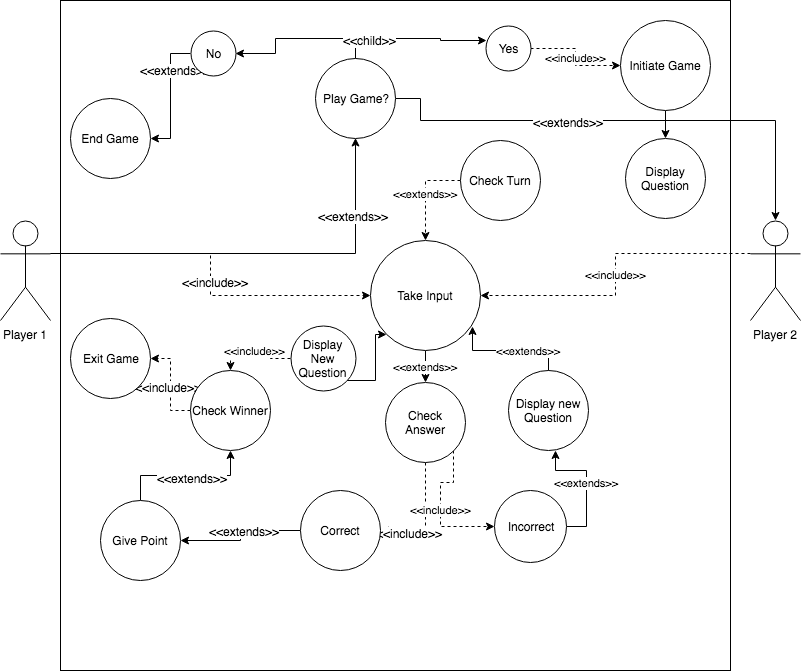 <<child>>
No
Yes
<<include>>
Initiate Game
<<extends>
Play Game?
<<extends>>
End Game
Display
Question
Check Turn
<<extends>>
<<extends>>
<<include>>
<<include>>
Take Input
Player 1
Player 2
Exit Game
<<include>>
Display
New
Question
<<extends>>
<<extends>>
<<include>>
Check Winner
Check
Answer
Display new
Question
<<extends>>
<<extends>>
<<include>>
Give Point
<<extends>>
Correct
<<include>>
Incorrect